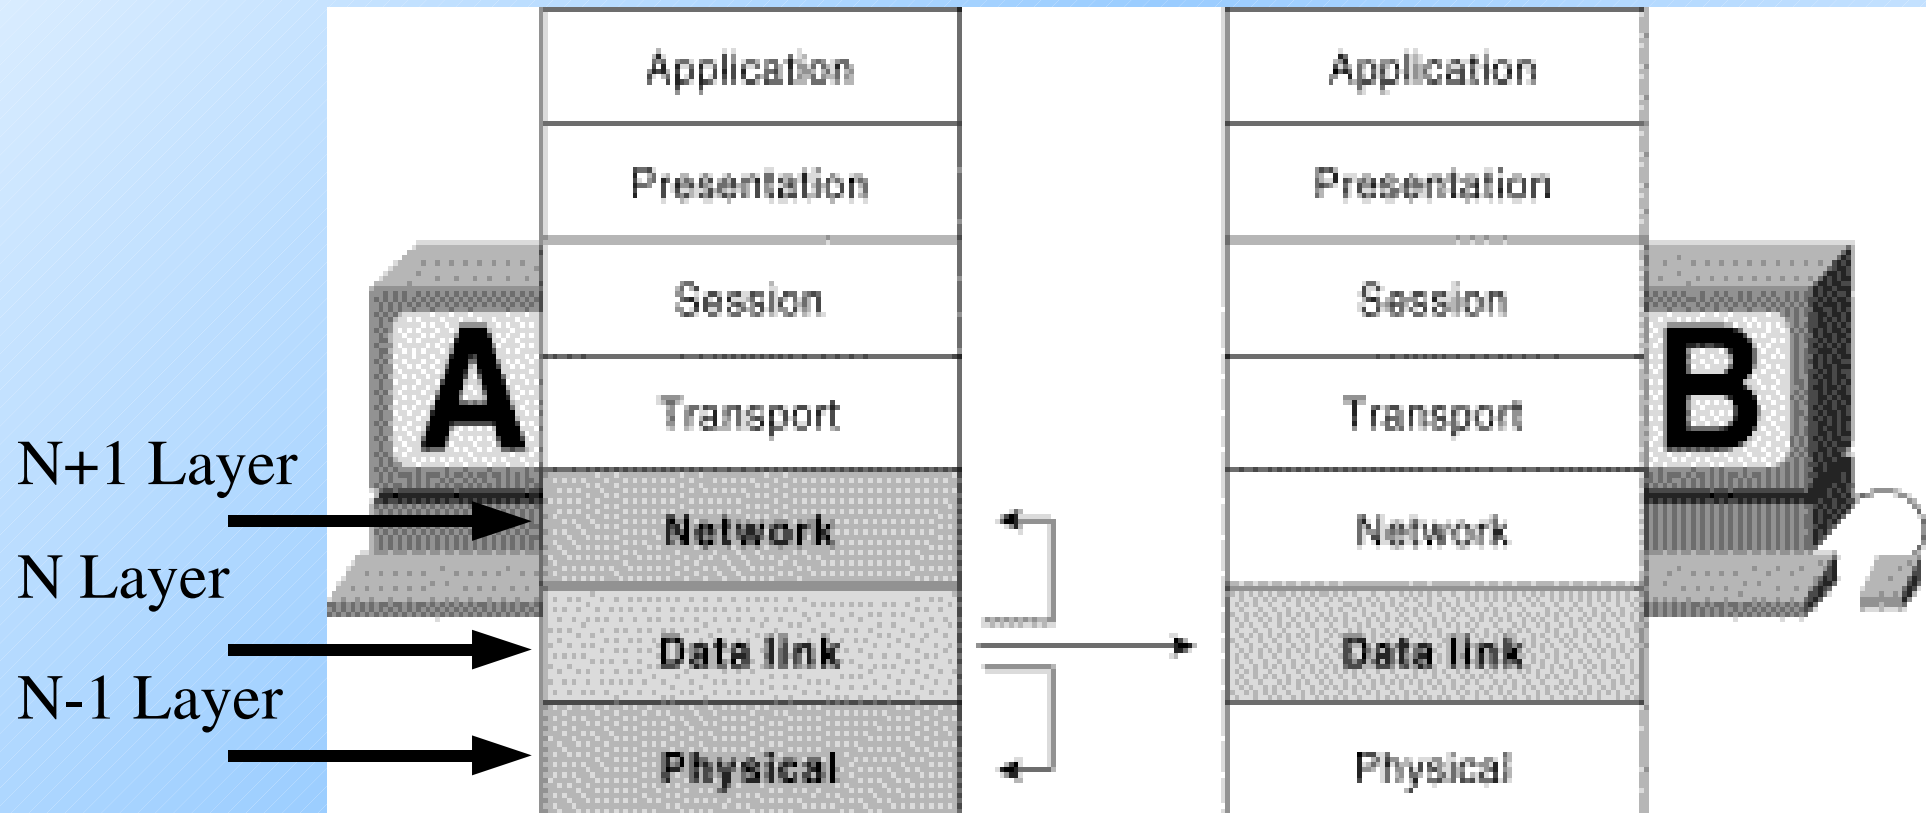 Application
Presentation
Session
Transport
Network
Data link
Physical
A
N+1 Layer
N Layer
N-1 Layer
Application
Presentation
Session
Transport
Network
Data link
Physical
B